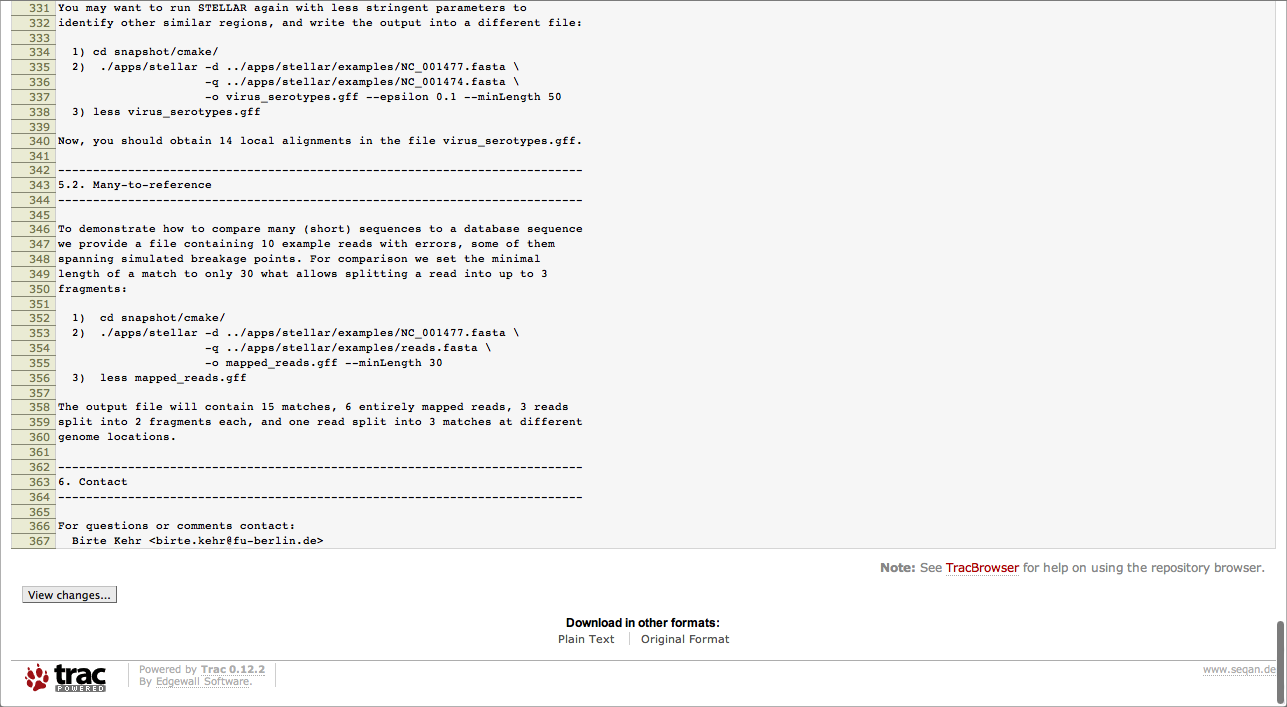 331 You may want to run STELLAR again with less stringent parameters to
332 identify other similar regions, and write the output into a different file:
333
334 1) cd snapshot/cmake/
335 2) ./apps/stellar -d ../apps/stellar/examples/NC_001477.fasta \
336 -q ../apps/stellar/examples/NC_001474.fasta \
337 -o virus_serotypes.gff --epsilon 0.1 --minLength 50
338 3) less virus_serotypes.gff
339
340 Now, you should obtain 14 local alignments in the file virus_serotypes.gff.
341
342 ---------------------------------------------------------------------------
343 5.2. Many-to-reference
344 ---------------------------------------------------------------------------
345
346 To demonstrate how to compare many (short) sequences to a database sequence
347 we provide a file containing 10 example reads with errors, some of them
348 spanning simulated breakage points. For comparison we set the minimal
349 length of a match to only 30 what allows splitting a read into up to 3
350 fragments:
351
352 1) cd snapshot/cmake/
353 2) ./apps/stellar -d ../apps/stellar/examples/NC_001477.fasta \
354 -q ../apps/stellar/examples/reads.fasta \
355 -o mapped_reads.gff --minLength 30
356 3) less mapped_reads.gff
357
358 The output file will contain 15 matches, 6 entirely mapped reads, 3 reads
359 split into 2 fragments each, and one read split into 3 matches at different
360 genome locations.
361
362 ---------------------------------------------------------------------------
363 6. Contact
364 ---------------------------------------------------------------------------
365
366 For questions or comments contact:
367 Birte Kehr <birte.kehr@fu-berlin.de>
Note: See TracBrowser for help on using the repository browser.
View changes...
Download in other formats:
Plain Text Original Format
trac POWERED
Powered by Trac 0.12.2
By Edgewall Software.
www.seqan.de